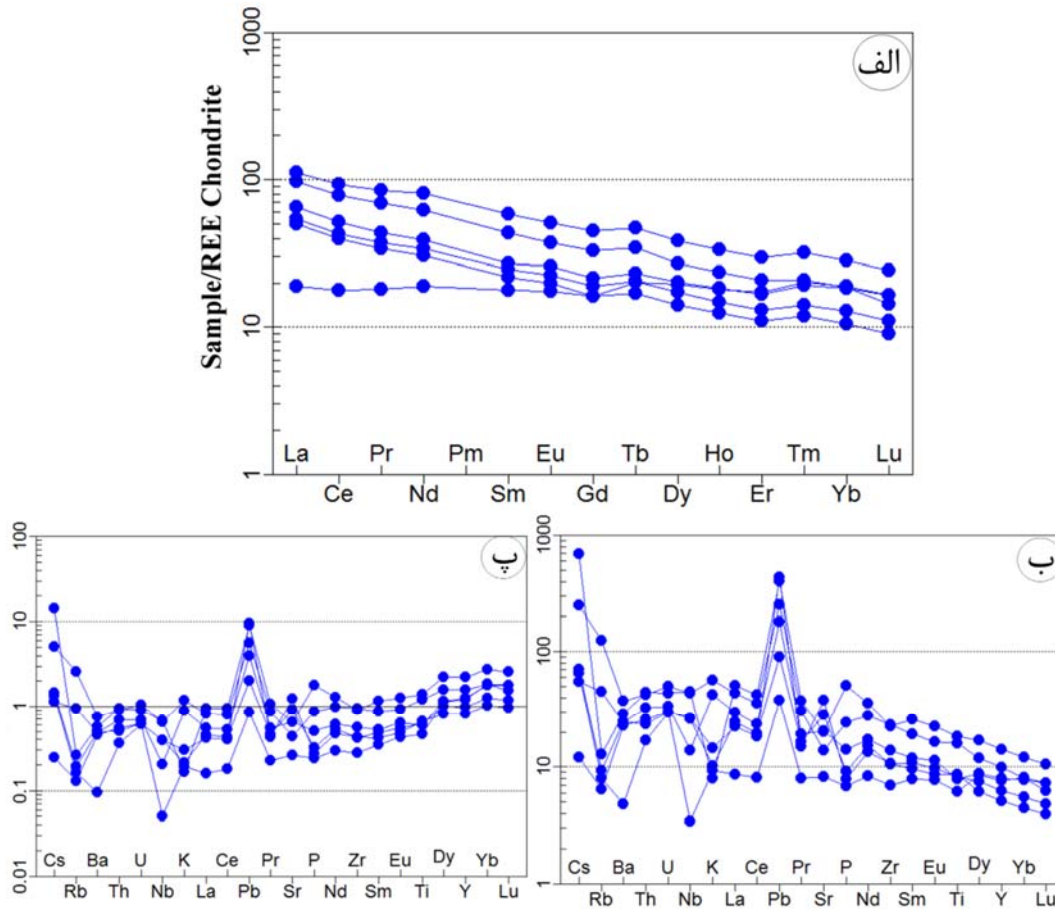 الف
1000
100
10
1
Sample/REE Chondrite
La Pr Pm Eu Tb Ho Tm Lu
Ce Nd Sm Gd Dy Er Yb
پ
100
10
1
0.1
0.01
Cs Ba U K Ce Pr P Zr Eu Dy Yb
Rb Th Nb La Pb Sr Nd Sm Ti Y Lu
ب
1000
100
10
1
Cs Ba U K Ce Pr P Zr Eu Dy Yb
Rb Th Nb La Pb Sr Nd Sm Ti Y Lu